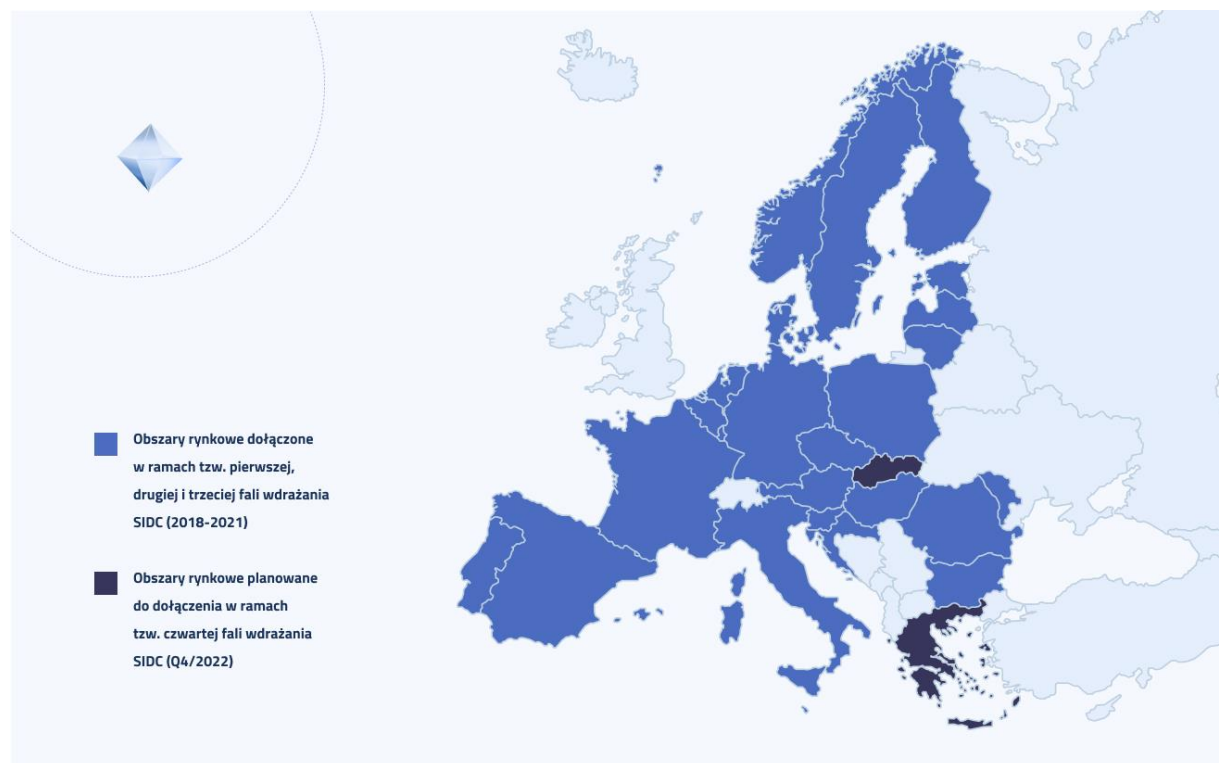 Obszary rynkowe dołączone
w ramach tzw. pierwszej,
drugiej i trzeciej fali wdrażania
SIDC (2018-2021)
Obszary rynkowe planowane
do dołączenia w ramach
tzw. czwartej fali wdrażania
SIDC (Q4/2022)